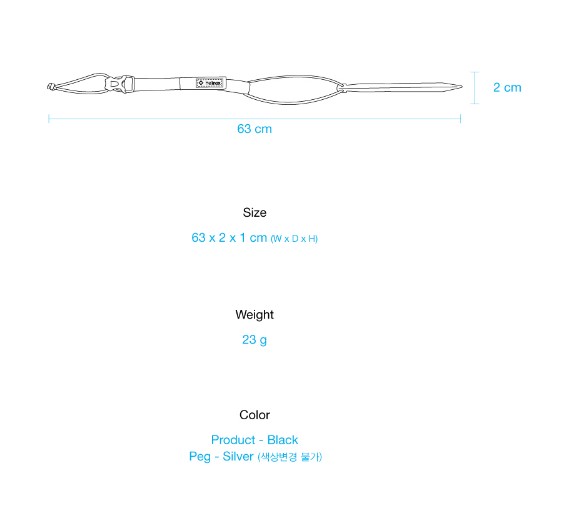 2 cm
63 cm
Size
63 x 2 x 1 cm (W x D x H)
Weight
23 g
Color
Product - Black
Peg - Silver (색상변경 불가)